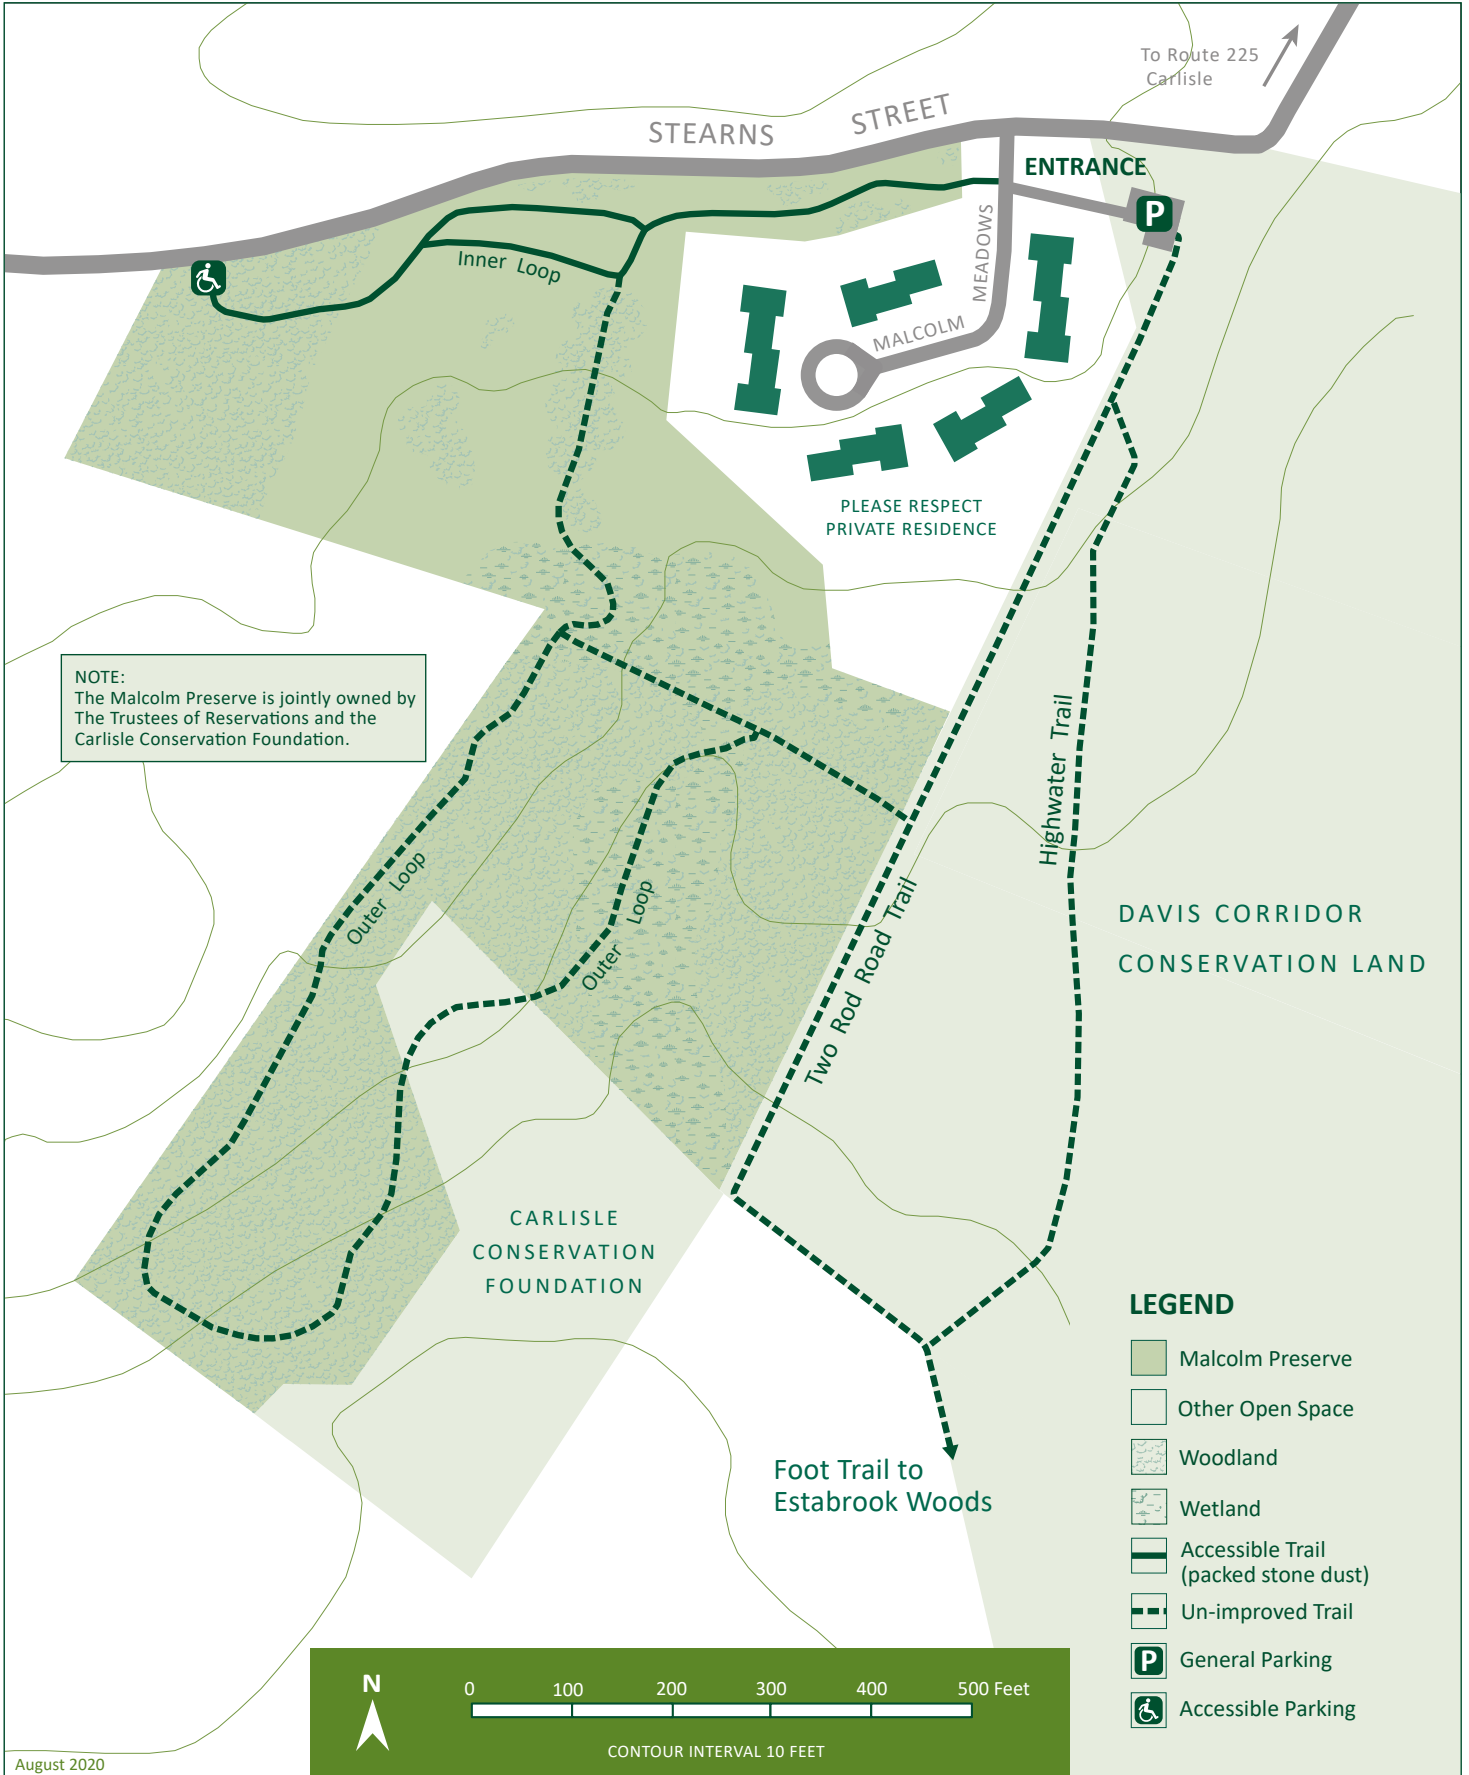 To Route 225
Carlisle
STEARNS STREET
ENTRANCE
P
MEADOWS
MALCOLM
Inner Loop
PLEASE RESPECT
PRIVATE RESIDENCE
NOTE:
The Malcolm Preserve is jointly owned by
The Trustees of Reservations and the
Carlisle Conservation Foundation.
Highwater Trail
Outer Loop
Outer Loop
Two Rod Road Trail
DAVIS CORRIDOR
CONSERVATION LAND
CARLISLE
CONSERVATION
FOUNDATION
Foot Trail to
Estabrook Woods
LEGEND
Malcolm Preserve
Other Open Space
Woodland
Wetland
Accessible Trail
(packed stone dust)
Un-improved Trail
P General Parking
Accessible Parking
N
0 100 200 300 400 500 Feet
CONTOUR INTERVAL 10 FEET
August 2020